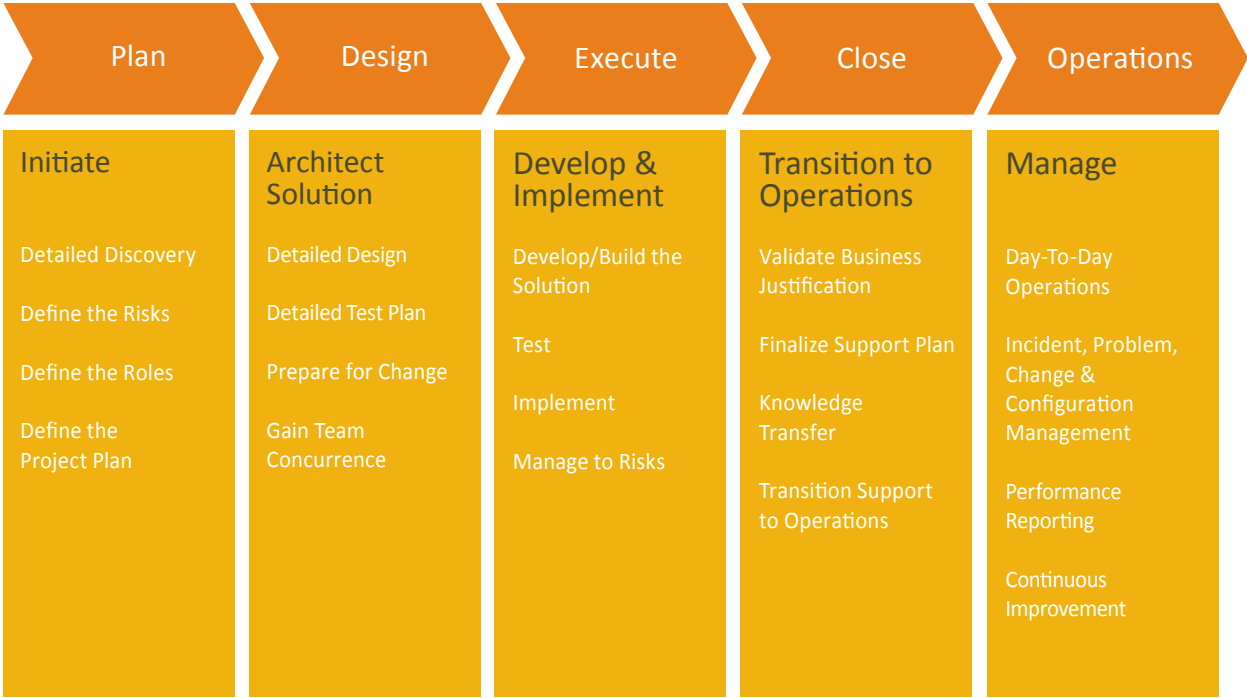 Plan
Design
Execute
Close
Operations
Initiate
Detailed Discovery
Define the Risks
Define the Roles
Define the
Project Plan
Architect
Solution
Detailed Design
Detailed Test Plan
Prepare for Change
Gain Team
Concurrence
Develop &
Implement
Develop/Build the
Solution
Test
Implement
Manage to Risks
Transition to
Operations
Validate Business
Justification
Finalize Support Plan
Knowledge
Transfer
Transition Support
to Operations
Manage
Day-To-Day
Operations
Incident, Problem,
Change &
Configuration
Management
Performance
Reporting
Continuous
Improvement